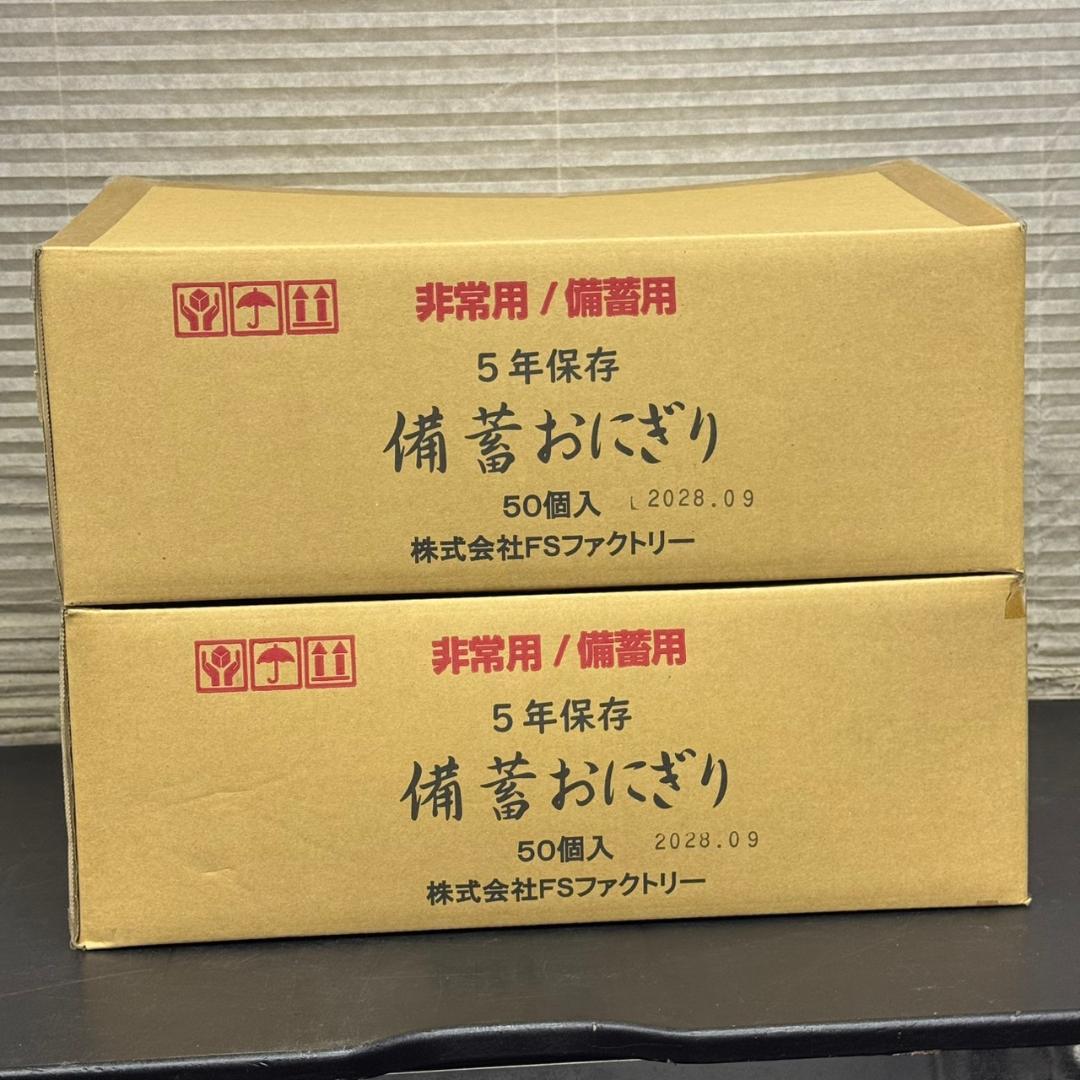 非常用 / 備蓄用
5年保存
備蓄おにぎり
50個入 2028.09
株式会社FSファクトリー
非常用 / 備蓄用
5年保存
備蓄おにぎり
50個入 2028.09
株式会社FSファクトリー